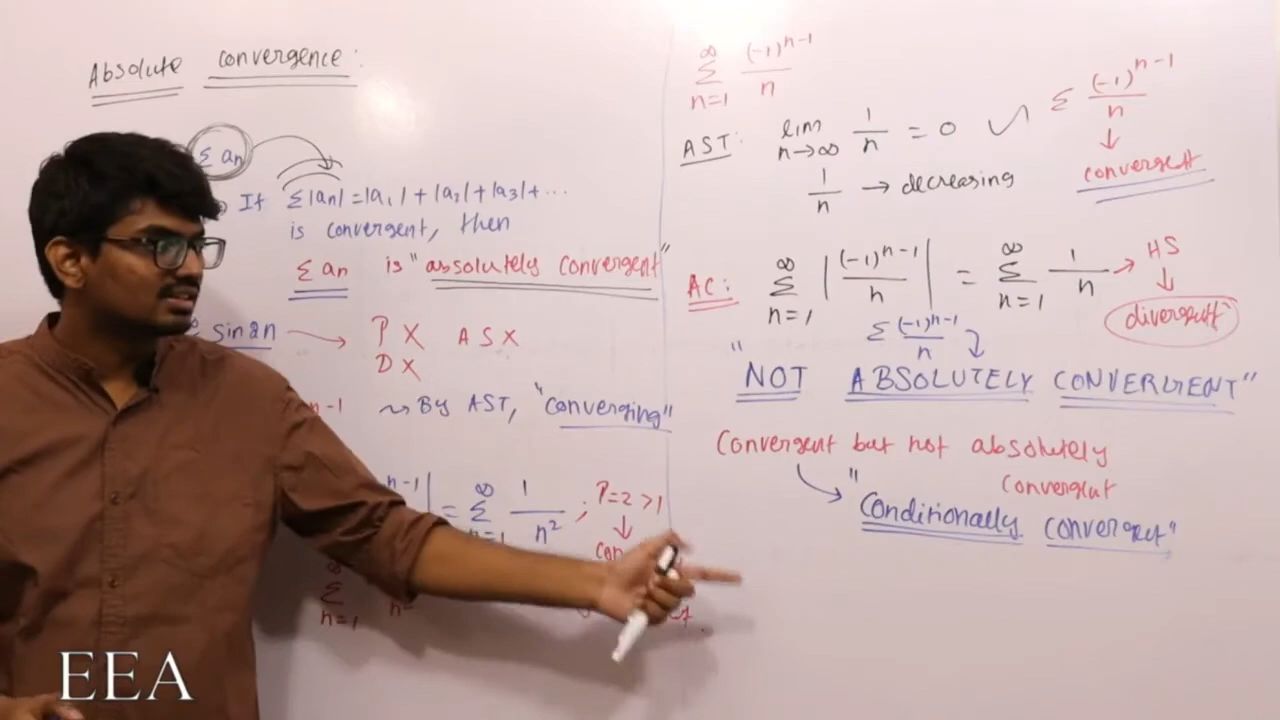 Absolute convergence:
Σ an
If Σ|an| = |a₁| + |a₂| + |a₃| + ...
is convergent, then
Σ an is "absolutely convergent"
sin2n → P X AS X
D X
n-1 ⇝ By AST, "converging"
n-1| = ∞ Σ n=1 1/n² ; P=2 >1
↓
∞ Σ n=1
∞ Σ n=1 (-1)ⁿ⁻¹/n
AST: lim n→∞ 1/n = 0
1/n → decreasing
Σ (-1)ⁿ⁻¹/n
↓
convergent
AC: ∞ Σ n=1 |(-1)ⁿ⁻¹/n| = ∞ Σ n=1 1/n → HS
↓
divergent
Σ (-1)ⁿ⁻¹/n
"NOT ABSOLUTELY CONVERGENT"
Convergent but not absolutely
convergent
"Conditionally convergent"
EEA